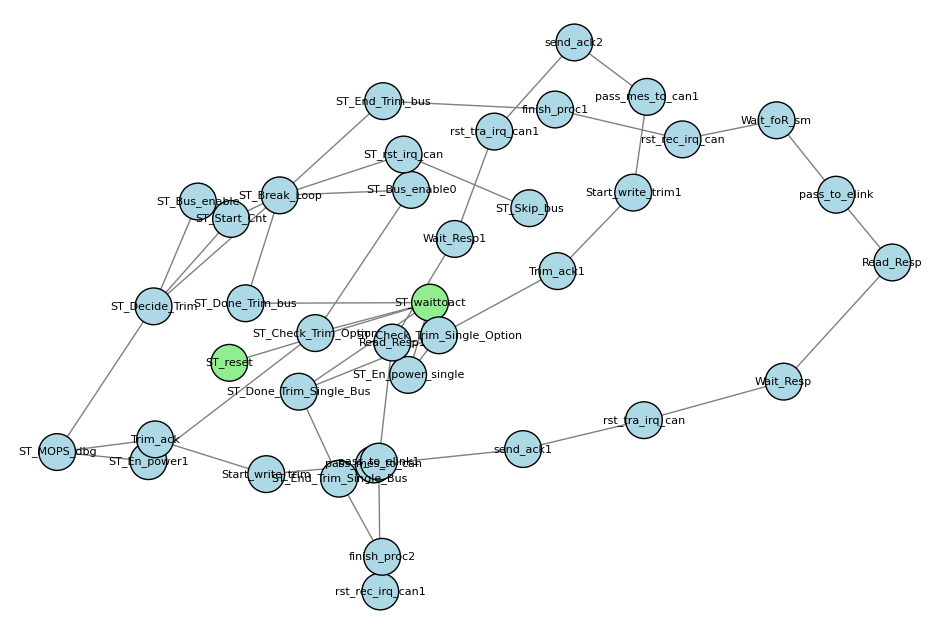 send_ack2
pass_mes_to_can1
ST_End_Trim_bus
finish_proc1
Wait_foR_sm
rst_tra_irq_can1
rst_rec_irq_can
ST_rst_irq_can
ST_Bus_enable0
Start_write_trim1
pass_to_elink
ST_Break_Loop
ST_Bus_enable
ST_Skip_bus
ST_Start_Cnt
Wait_Resp1
Read_Resp
Trim_ack1
ST_waittoact
ST_Done_Trim_bus
ST_Decide_Trim
ST_Check_Trim_Option
ST_Check_Trim_Single_Option
Read_Resp1
ST_reset
ST_En_power_single
Wait_Resp
ST_Done_Trim_Single_Bus
rst_tra_irq_can
Trim_ack
send_ack1
ST_MOPS_dbg
ST_En_power1
pass_to_elink1
pass_mes_to_can
Start_write_trim
ST_End_Trim_Single_Bus
finish_proc2
rst_rec_irq_can1